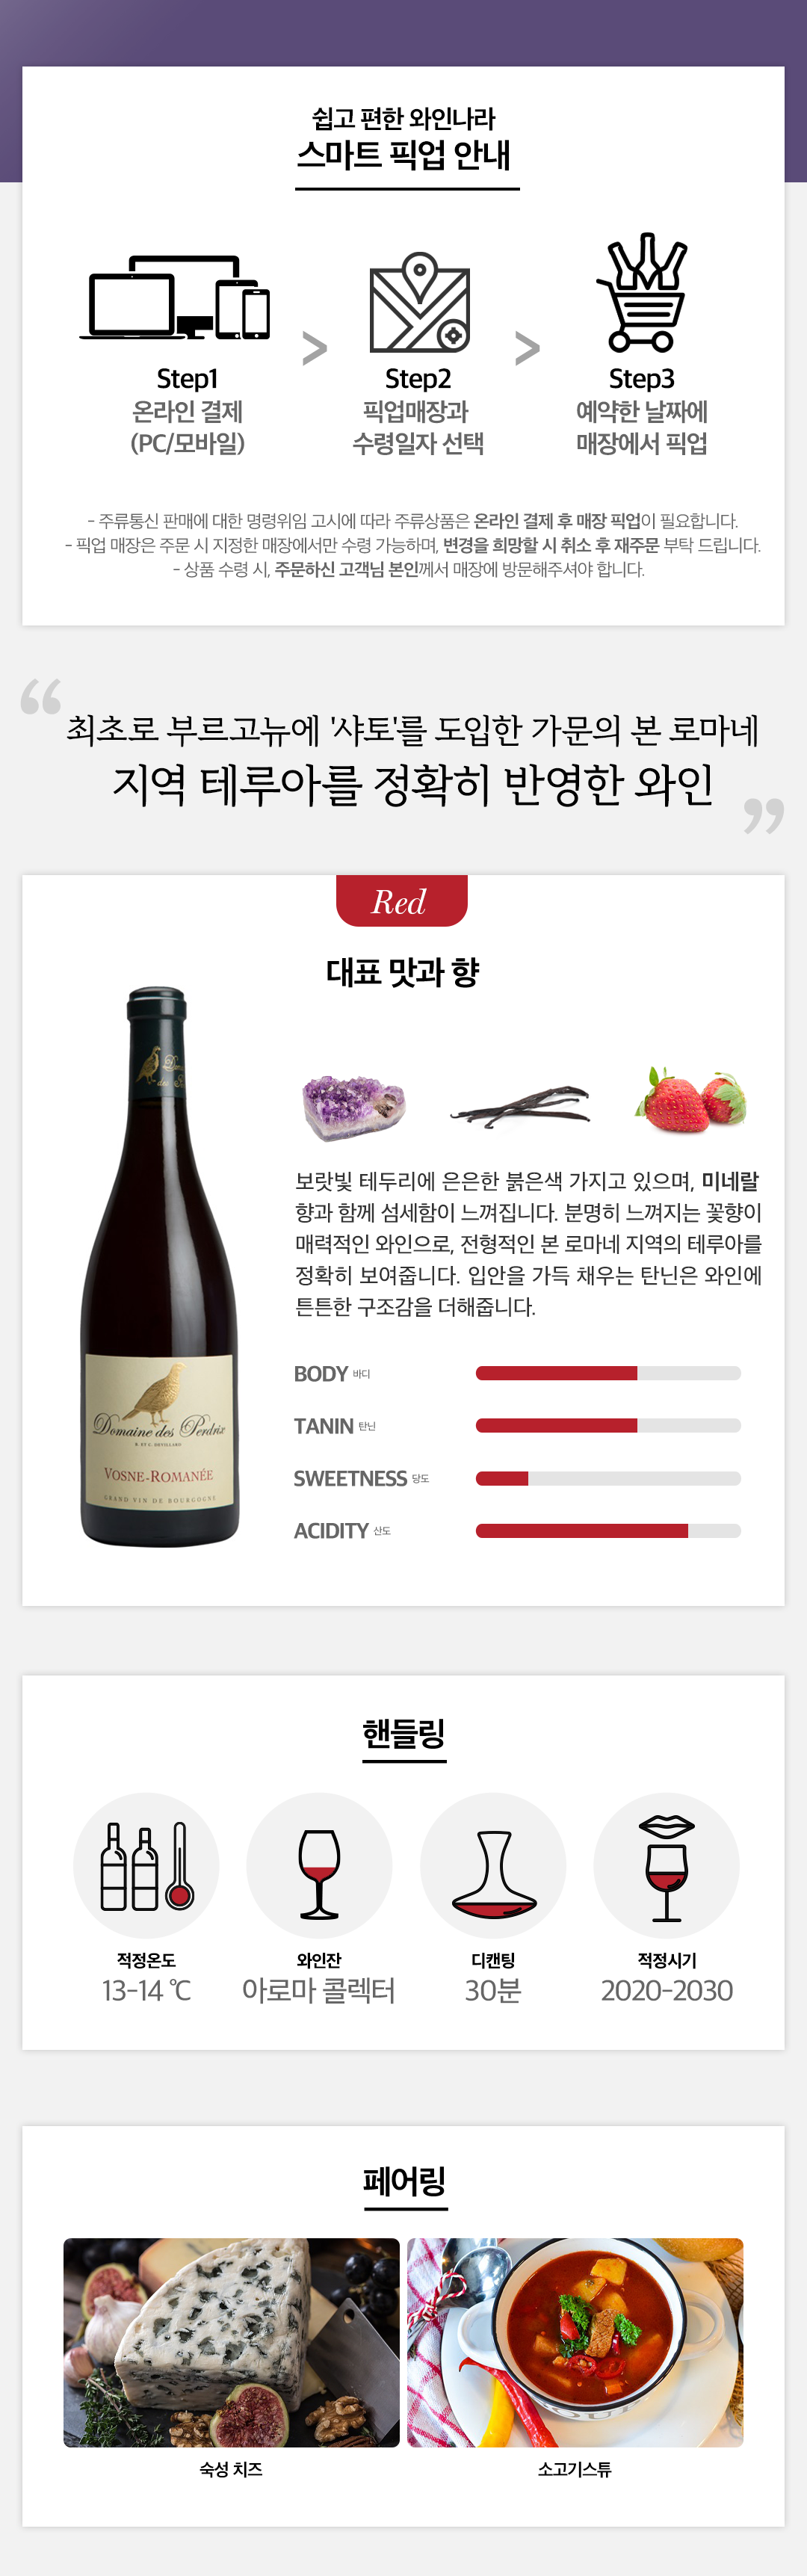 쉽고 편한 와인나라
스마트 픽업 안내
Step1
온라인 결제
(PC/모바일)
>
Step2
픽업매장과
수령일자 선택
>
Step3
예약한 날짜에
매장에서 픽업
- 주류통신 판매에 대한 명령위임 고시에 따라 주류상품은 온라인 결제 후 매장 픽업이 필요합니다.
- 픽업 매장은 주문 시 지정한 매장에서만 수령 가능하며, 변경을 희망할 시 취소 후 재주문 부탁 드립니다.
- 상품 수령 시, 주문하신 고객님 본인께서 매장에 방문해주셔야 합니다.
“
최초로 부르고뉴에 '샤토'를 도입한 가문의 본 로마네
지역 테루아를 정확히 반영한 와인
”
Red
대표 맛과 향
보랏빛 테두리에 은은한 붉은색 가지고 있으며, 미네랄
향과 함께 섬세함이 느껴집니다. 분명히 느껴지는 꽃향이
매력적인 와인으로, 전형적인 본 로마네 지역의 테루아를
정확히 보여줍니다. 입안을 가득 채우는 탄닌은 와인에
튼튼한 구조감을 더해줍니다.
Domaine des Perdrix
B. ET C. DEVILLARD
VOSNE-ROMANÉE
GRAND VIN DE BOURGOGNE
BODY 바디
TANIN 탄닌
SWEETNESS 당도
ACIDITY 산도
핸들링
적정온도
13-14 ℃
와인잔
아로마 콜렉터
디캔팅
30분
적정시기
2020-2030
페어링
숙성 치즈
소고기스튜